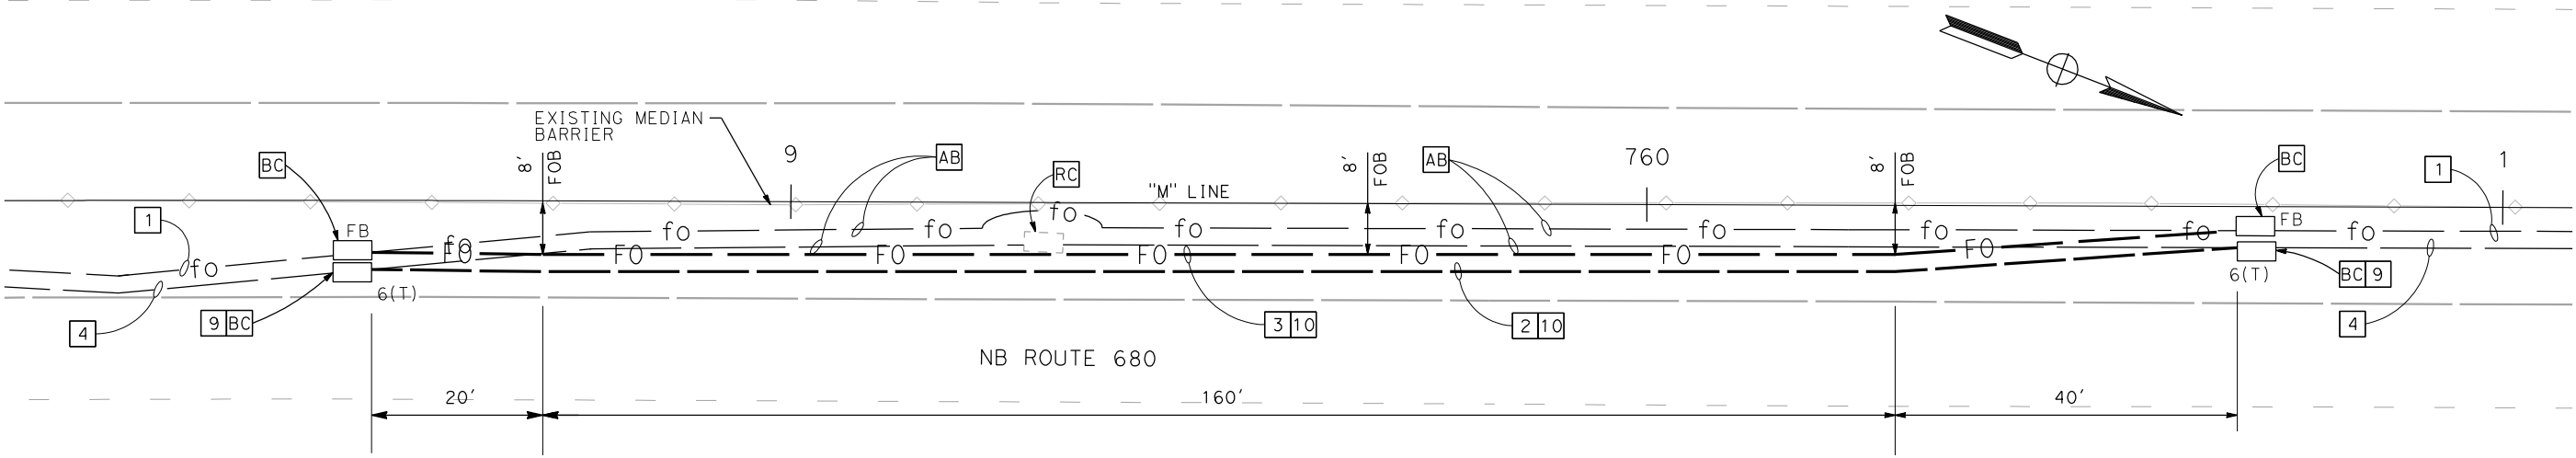 EXISTING MEDIAN
BARRIER
BC
8'
FOB
9
AB
RC
"M" LINE
8'
FOB
AB
760
8'
FOB
BC
1
1
1
FB
fo
fo
fo
fo
fo
fo
fo
fo
fo
fo
fo
FB
fo
FO
FO
FO
FO
FO
FO
FO
6(T)
6(T)
BC 9
4
9 BC
3 10
2 10
4
NB ROUTE 680
20'
160'
40'